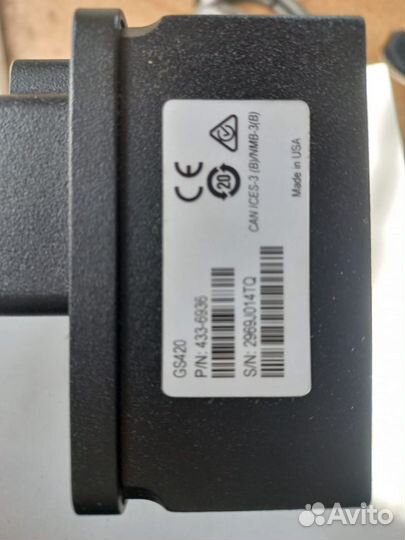 GS420
P/N: 433-6936
S/N: 2969J014TQ
20
CE
CAN ICES-3 (B)/NMB-3(B)
Made in USA
Avito